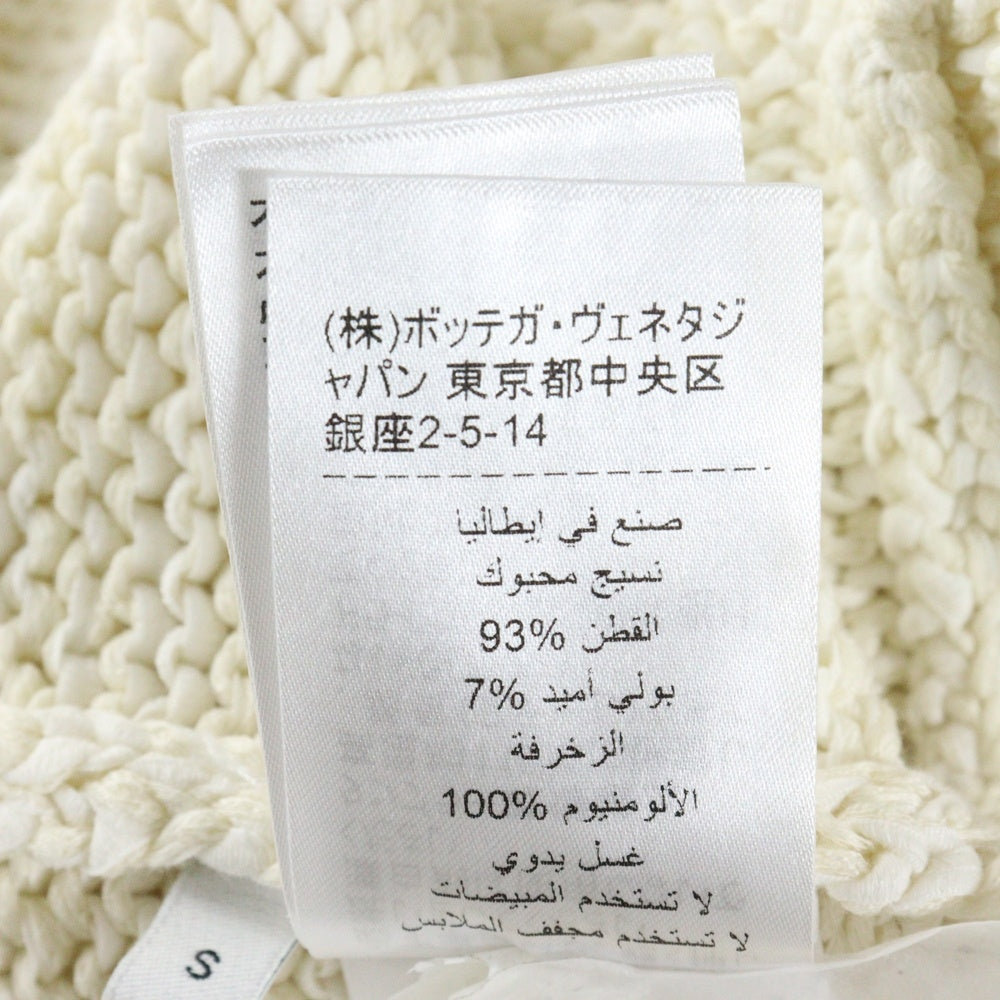 (株)ボッテガ・ヴェネタジ
ャパン 東京都中央区
銀座2-5-14
صنع في إيطاليا
نسيج محبوك
القطن 93%
بولي أميد 7%
الزخرفة
الألومنيوم 100%
غسل يدوي
لا تستخدم المبيضات
لا تستخدم مجفف الملابس
S